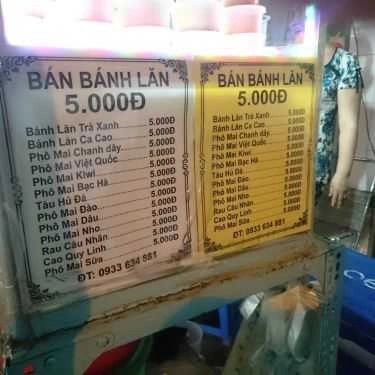 BÁN BÁNH LĂN
5.000Đ
Bánh Lăn Trà Xanh 5.000Đ
Bánh Lăn Ca Cao 5.000Đ
Phô Mai Chanh dây 5.000Đ
Phô Mai Việt Quốc 5.000Đ
Phô Mai Kiwi 5.000Đ
Phô Mai Bạc Hà 5.000Đ
Tàu Hủ Đá 5.000Đ
Phô Mai Đào 5.000Đ
Phô Mai Dâu 5.000Đ
Phô Mai Nho 5.000Đ
Rau Câu Nhân 5.000Đ
Cao Quy Linh 5.000Đ
Phô Mai Sữa
ĐT: 0933 634 881
BÁN BÁNH LĂN
5.000Đ
Bánh Lăn Trà Xanh 5.000Đ
Bánh Lăn Ca Cao 5.000Đ
Phô Mai Chanh dây 5.000Đ
Phô Mai Việt Quốc 5.000Đ
Phô Mai Kiwi 5.000Đ
Phô Mai Bạc Hà 5.000Đ
Tàu Hủ Đá 5.000Đ
Phô Mai Đào 5.000Đ
Phô Mai Dâu 5.000Đ
Phô Mai Nho 5.000Đ
Rau Câu Nhân 5.000Đ
Cao Quy Linh 5.000Đ
Phô Mai Sữa
ĐT: 0933 634 881